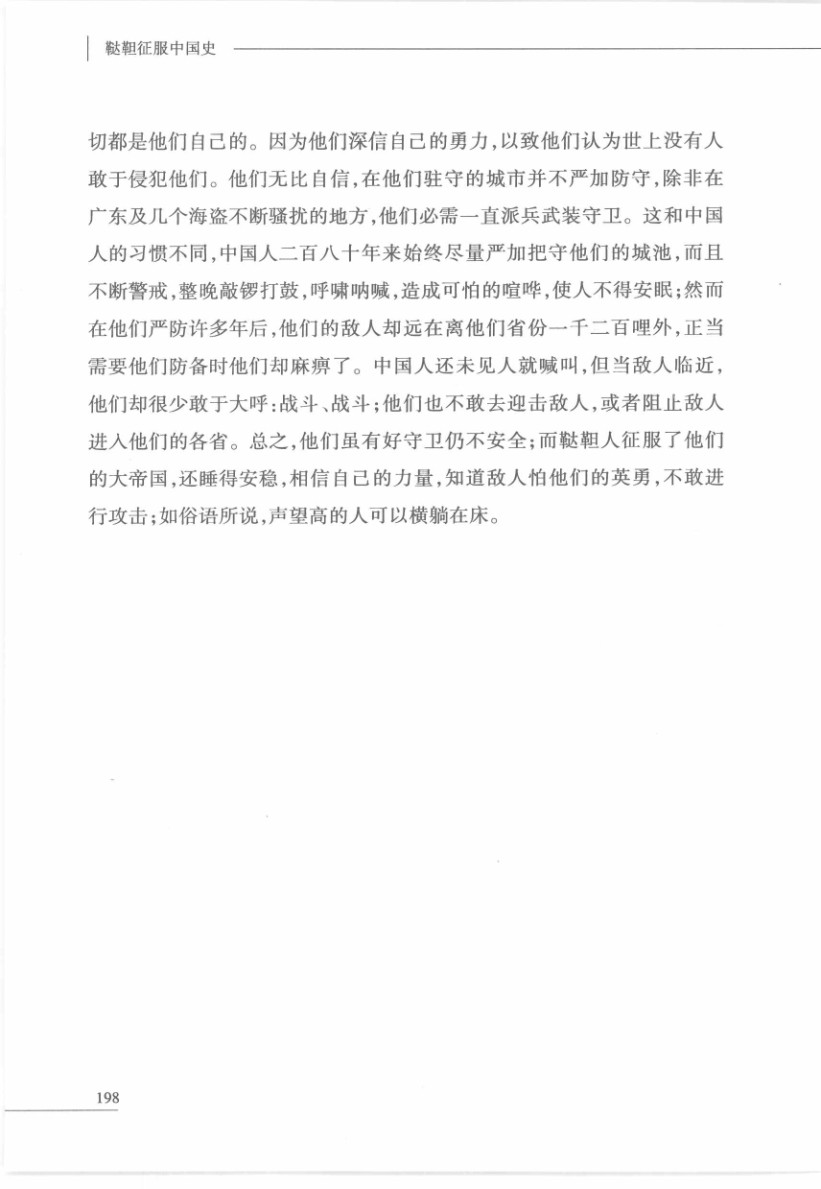 鞑靼征服中国史
切都是他们自己的。因为他们深信自己的勇力,以致他们认为世上没有人
敢于侵犯他们。他们无比自信,在他们驻守的城市并不严加防守,除非在
广东及几个海盗不断骚扰的地方,他们必需一直派兵武装守卫。这和中国
人的习惯不同,中国人二百八十年来始终尽量严加把守他们的城池,而且
不断警戒,整晚敲锣打鼓,呼啸呐喊,造成可怕的喧哗,使人不得安眠;然而
在他们严防许多年后,他们的敌人却远在离他们省份一千二百哩外,正当
需要他们防备时他们却麻痹了。中国人还未见人就喊叫,但当敌人临近,
他们却很少敢于大呼:战斗、战斗;他们也不敢去迎击敌人,或者阻止敌人
进入他们的各省。总之,他们虽有好守卫仍不安全;而鞑靼人征服了他们
的大帝国,还睡得安稳,相信自己的力量,知道敌人怕他们的英勇,不敢进
行攻击;如俗语所说,声望高的人可以横躺在床。
198